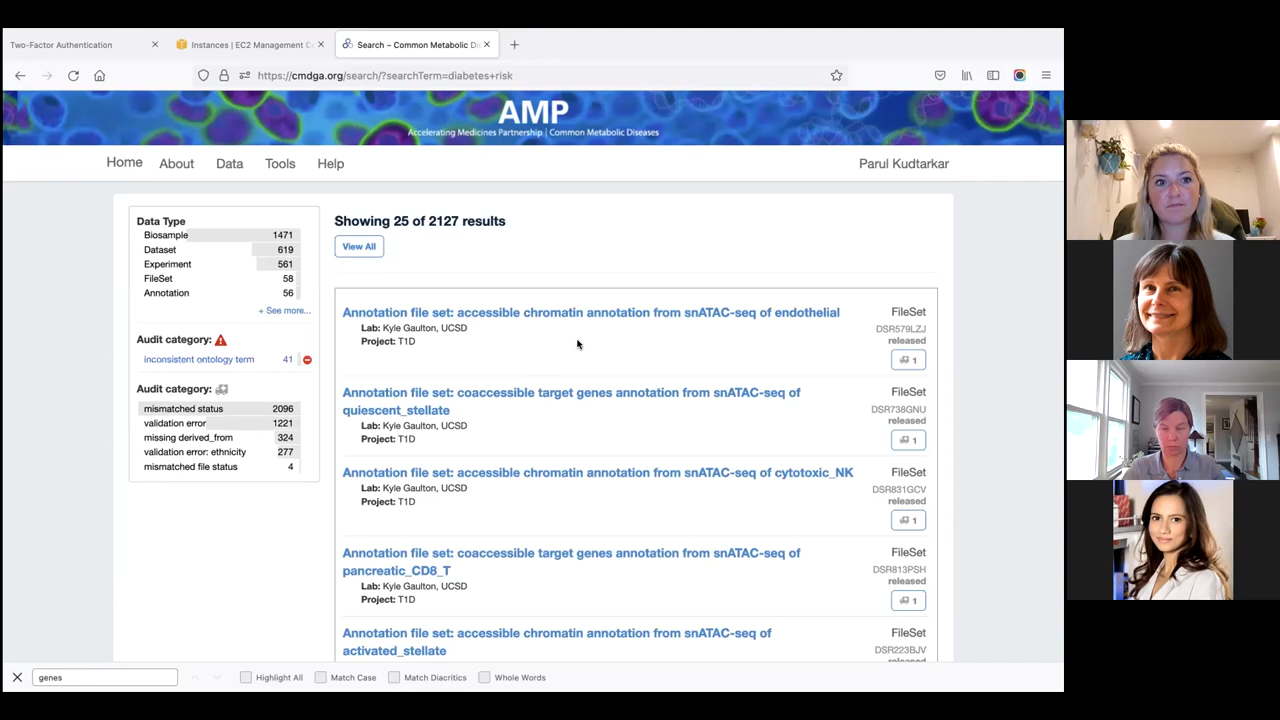 Two-Factor Authentication
Instances | EC2 Management C
Search – Common Metabolic Di
https://cmdga.org/search/?searchTerm=diabetes+risk
AMP
Accelerating Medicines Partnership | Common Metabolic Diseases
Home About Data Tools Help Parul Kudtarkar
Data Type
Biosample 1471
Dataset 619
Experiment 561
FileSet 58
Annotation 56
+ See more...
Audit category:
inconsistent ontology term 41
Audit category:
mismatched status 2096
validation error 1221
missing derived_from 324
validation error: ethnicity 277
mismatched file status 4
Showing 25 of 2127 results
View All
Annotation file set: accessible chromatin annotation from snATAC-seq of endothelial
Lab: Kyle Gaulton, UCSD
Project: T1D
FileSet
DSR579LZJ
released
1
Annotation file set: coaccessible target genes annotation from snATAC-seq of
quiescent_stellate
Lab: Kyle Gaulton, UCSD
Project: T1D
FileSet
DSR738GNU
released
1
Annotation file set: accessible chromatin annotation from snATAC-seq of cytotoxic_NK
Lab: Kyle Gaulton, UCSD
Project: T1D
FileSet
DSR831GCV
released
1
Annotation file set: coaccessible target genes annotation from snATAC-seq of
pancreatic_CD8_T
Lab: Kyle Gaulton, UCSD
Project: T1D
FileSet
DSR813PSH
released
1
Annotation file set: accessible chromatin annotation from snATAC-seq of
activated_stellate
FileSet
DSR223BJV
released
genes
Highlight All Match Case Match Diacritics Whole Words